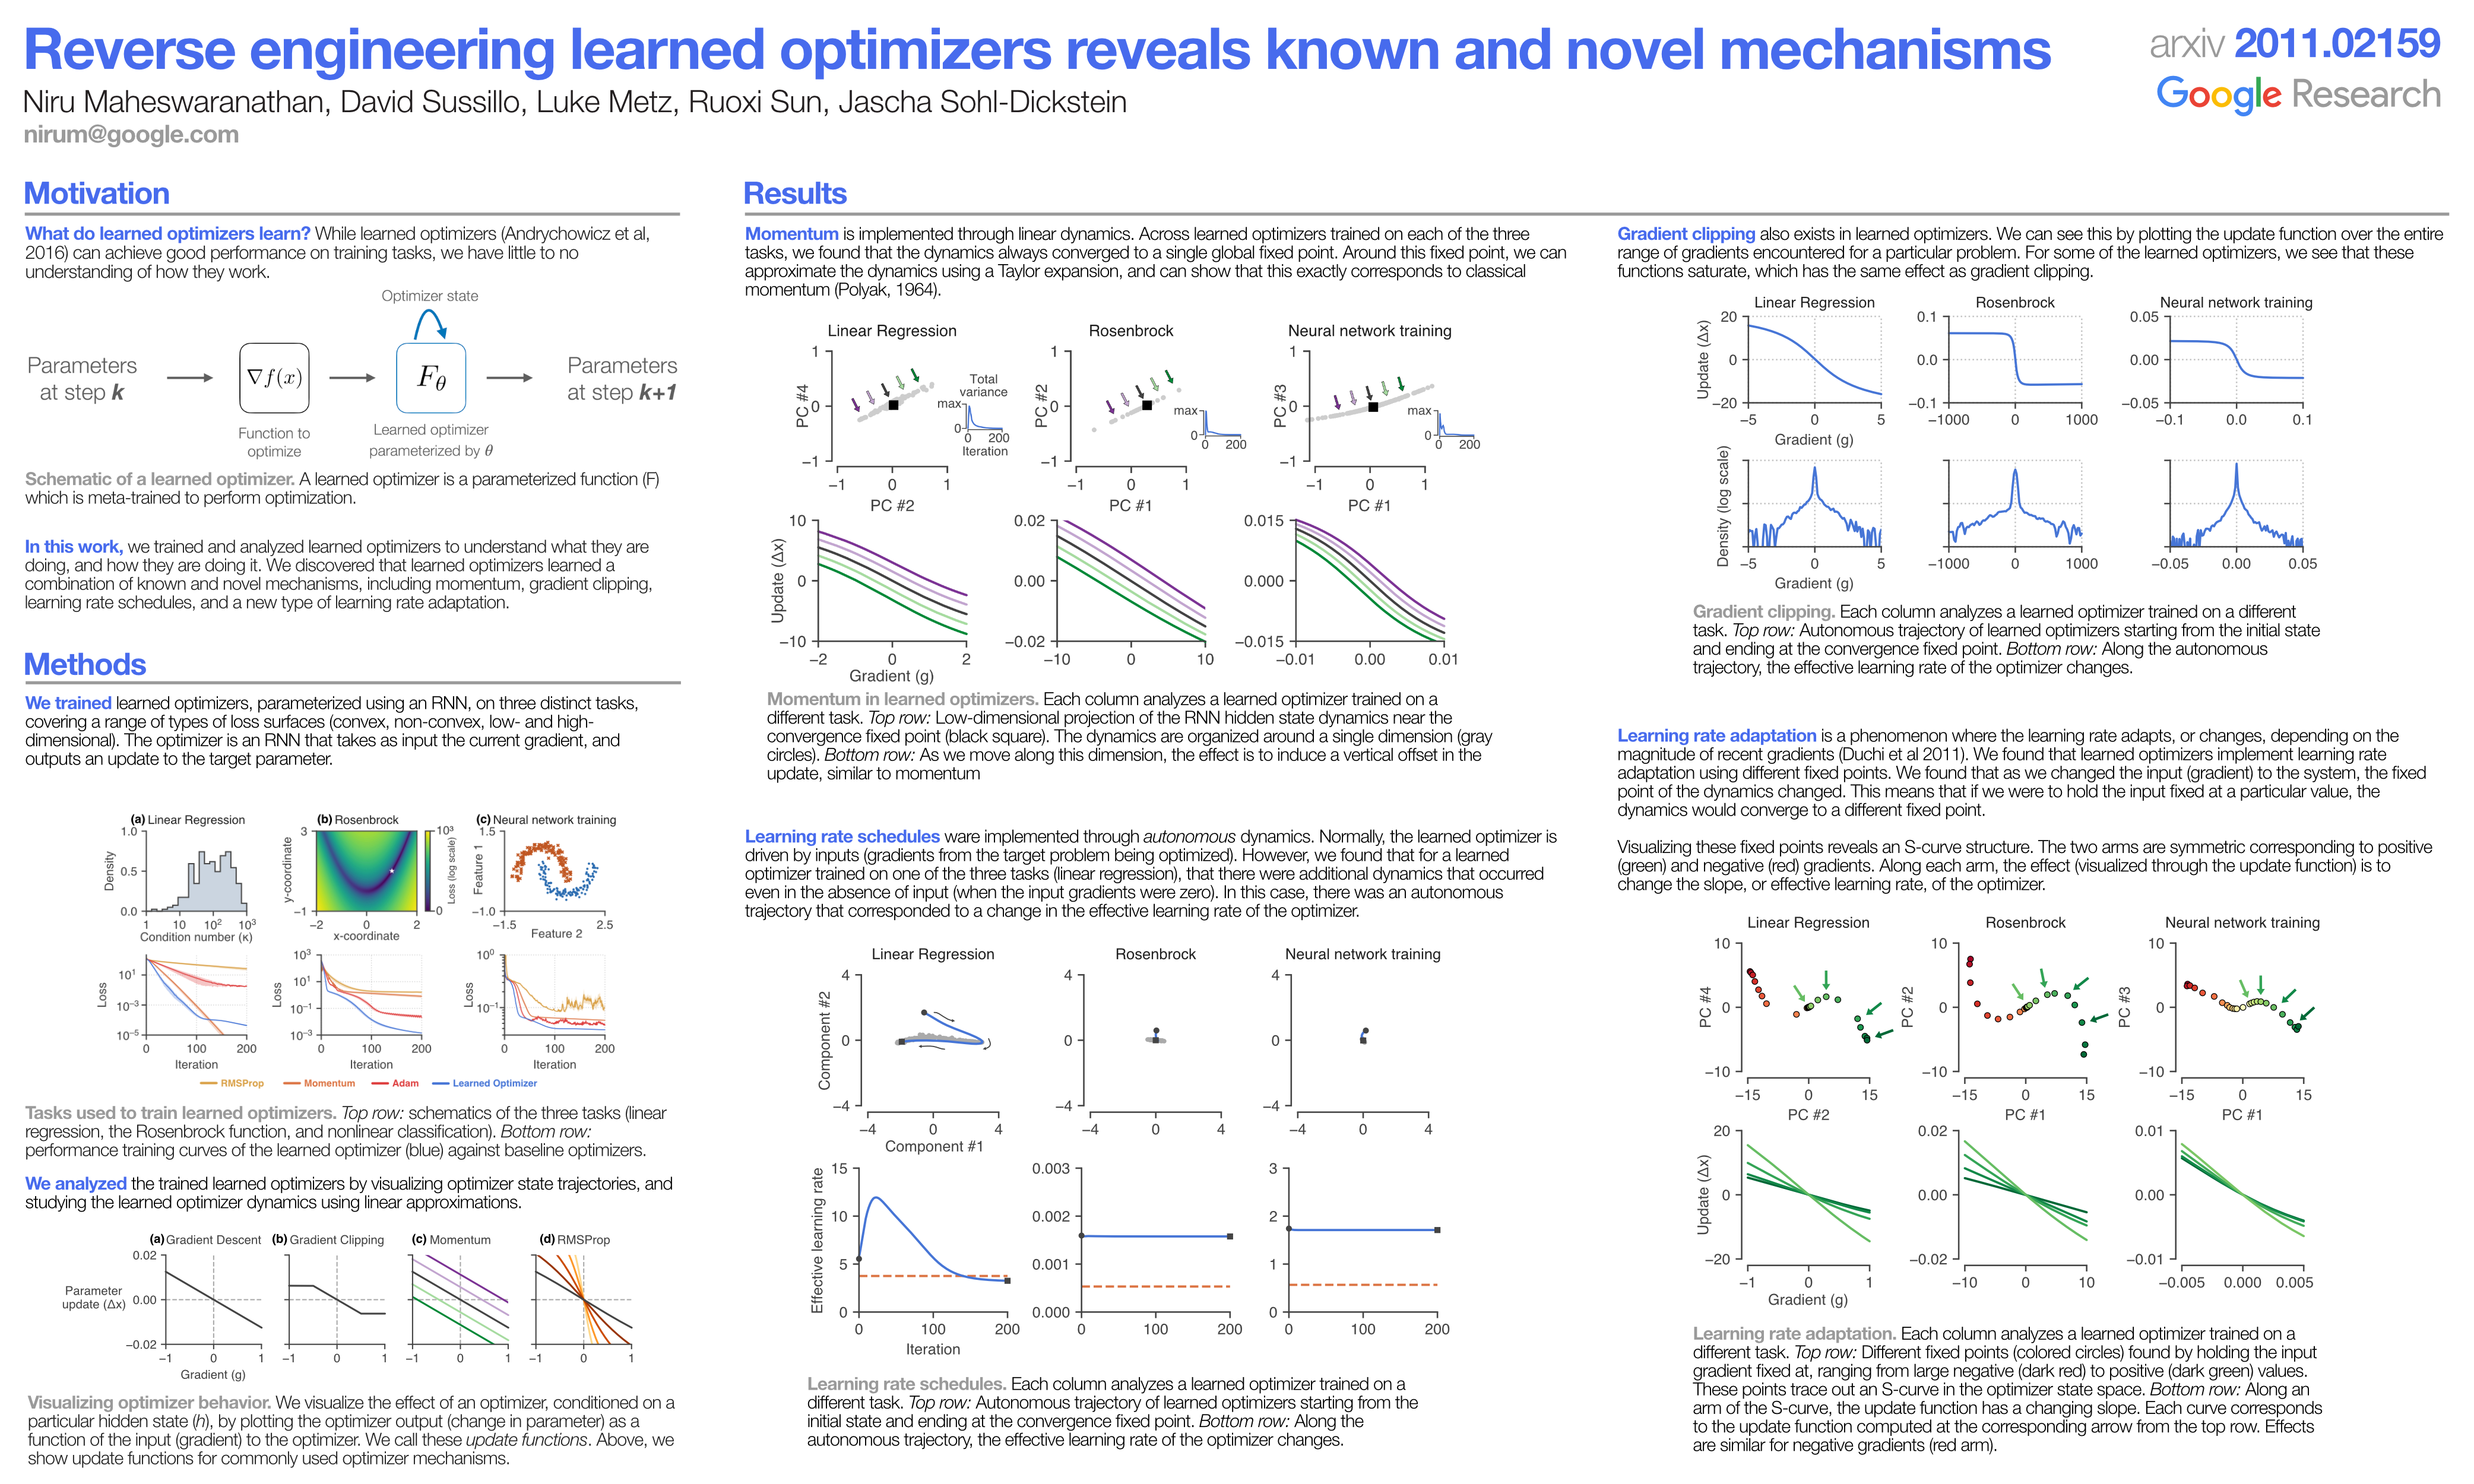 Reverse engineering learned optimizers reveals known and novel mechanisms
arxiv 2011.02159
Niru Maheswaranathan, David Sussillo, Luke Metz, Ruoxi Sun, Jascha Sohl-Dickstein
Google Research
nirum@google.com
Motivation
What do learned optimizers learn? While learned optimizers (Andrychowicz et al,
2016) can achieve good performance on training tasks, we have little to no
understanding of how they work.
Optimizer state
Parameters
at step k
∇f(x)
Fθ
Parameters
at step k+1
Function to
optimize
Learned optimizer
parameterized by θ
Schematic of a learned optimizer. A learned optimizer is a parameterized function (F)
which is meta-trained to perform optimization.
In this work, we trained and analyzed learned optimizers to understand what they are
doing, and how they are doing it. We discovered that learned optimizers learned a
combination of known and novel mechanisms, including momentum, gradient clipping,
learning rate schedules, and a new type of learning rate adaptation.
Methods
We trained learned optimizers, parameterized using an RNN, on three distinct tasks,
covering a range of types of loss surfaces (convex, non-convex, low- and high-
dimensional). The optimizer is an RNN that takes as input the current gradient, and
outputs an update to the target parameter.
(a) Linear Regression (b) Rosenbrock (c) Neural network training
1.0 0.5 0.0
Density
1 10 10² 10³
Condition number (κ)
3 −1
y-coordinate
−2 0 2
x-coordinate
10³ 0
Loss (log scale)
1.5 −1.0
Feature 1
−1.5 2.5
Feature 2
Loss
10¹ 10⁻³ 10⁻⁵
0 100 200
Iteration
Loss
10³ 10¹ 10⁻¹ 10⁻³
0 100 200
Iteration
Loss
10⁰ 10⁻¹
0 100 200
Iteration
RMSProp Momentum Adam Learned Optimizer
Tasks used to train learned optimizers. Top row: schematics of the three tasks (linear
regression, the Rosenbrock function, and nonlinear classification). Bottom row:
performance training curves of the learned optimizer (blue) against baseline optimizers.
We analyzed the trained learned optimizers by visualizing optimizer state trajectories, and
studying the learned optimizer dynamics using linear approximations.
(a) Gradient Descent (b) Gradient Clipping (c) Momentum (d) RMSProp
Parameter
update (Δx)
0.02 0.00 −0.02
−1 0 1 −1 0 1 −1 0 1 −1 0 1
Gradient (g)
Visualizing optimizer behavior. We visualize the effect of an optimizer, conditioned on a
particular hidden state (h), by plotting the optimizer output (change in parameter) as a
function of the input (gradient) to the optimizer. We call these update functions. Above, we
show update functions for commonly used optimizer mechanisms.
Results
Momentum is implemented through linear dynamics. Across learned optimizers trained on each of the three
tasks, we found that the dynamics always converged to a single global fixed point. Around this fixed point, we can
approximate the dynamics using a Taylor expansion, and can show that this exactly corresponds to classical
momentum (Polyak, 1964).
Linear Regression Rosenbrock Neural network training
1 0 −1
PC #4
−1 0 1
PC #2
Total
variance
max
0
0 200
Iteration
1 0 −1
PC #2
−1 0 1
PC #1
max
0
0 200
1 0 −1
PC #3
−1 0 1
PC #1
max
0
0 200
10 0 −10
Update (Δx)
−2 0 2
Gradient (g)
0.02 0.00 −0.02
−10 0 10
0.015 0.000 −0.015
−0.01 0.00 0.01
Momentum in learned optimizers. Each column analyzes a learned optimizer trained on a
different task. Top row: Low-dimensional projection of the RNN hidden state dynamics near the
convergence fixed point (black square). The dynamics are organized around a single dimension (gray
circles). Bottom row: As we move along this dimension, the effect is to induce a vertical offset in the
update, similar to momentum
Learning rate schedules ware implemented through autonomous dynamics. Normally, the learned optimizer is
driven by inputs (gradients from the target problem being optimized). However, we found that for a learned
optimizer trained on one of the three tasks (linear regression), that there were additional dynamics that occurred
even in the absence of input (when the input gradients were zero). In this case, there was an autonomous
trajectory that corresponded to a change in the effective learning rate of the optimizer.
Linear Regression Rosenbrock Neural network training
4 0 −4
Component #2
−4 0 4
Component #1
4 0 −4
−4 0 4
4 0 −4
−4 0 4
15 10 5 0
Effective learning rate
0 100 200
Iteration
0.003 0.002 0.001 0.000
0 100 200
3 2 1 0
0 100 200
Learning rate schedules. Each column analyzes a learned optimizer trained on a
different task. Top row: Autonomous trajectory of learned optimizers starting from the
initial state and ending at the convergence fixed point. Bottom row: Along the
autonomous trajectory, the effective learning rate of the optimizer changes.
Gradient clipping also exists in learned optimizers. We can see this by plotting the update function over the entire
range of gradients encountered for a particular problem. For some of the learned optimizers, we see that these
functions saturate, which has the same effect as gradient clipping.
Linear Regression Rosenbrock Neural network training
20 0 −20
Update (Δx)
−5 0 5
Gradient (g)
0.1 0.0 −0.1
−1000 0 1000
0.05 0.00 −0.05
−0.1 0.0 0.1
Density (log scale)
−5 0 5
Gradient (g)
−1000 0 1000
−0.05 0.00 0.05
Gradient clipping. Each column analyzes a learned optimizer trained on a different
task. Top row: Autonomous trajectory of learned optimizers starting from the initial state
and ending at the convergence fixed point. Bottom row: Along the autonomous
trajectory, the effective learning rate of the optimizer changes.
Learning rate adaptation is a phenomenon where the learning rate adapts, or changes, depending on the
magnitude of recent gradients (Duchi et al 2011). We found that learned optimizers implement learning rate
adaptation using different fixed points. We found that as we changed the input (gradient) to the system, the fixed
point of the dynamics changed. This means that if we were to hold the input fixed at a particular value, the
dynamics would converge to a different fixed point.
Visualizing these fixed points reveals an S-curve structure. The two arms are symmetric corresponding to positive
(green) and negative (red) gradients. Along each arm, the effect (visualized through the update function) is to
change the slope, or effective learning rate, of the optimizer.
Linear Regression Rosenbrock Neural network training
10 0 −10
PC #4
−15 0 15
PC #2
10 0 −10
PC #2
−15 0 15
PC #1
10 0 −10
PC #3
−15 0 15
PC #1
20 0 −20
Update (Δx)
−1 0 1
Gradient (g)
0.02 0.00 −0.02
−10 0 10
0.01 0.00 −0.01
−0.005 0.000 0.005
Learning rate adaptation. Each column analyzes a learned optimizer trained on a
different task. Top row: Different fixed points (colored circles) found by holding the input
gradient fixed at, ranging from large negative (dark red) to positive (dark green) values.
These points trace out an S-curve in the optimizer state space. Bottom row: Along an
arm of the S-curve, the update function has a changing slope. Each curve corresponds
to the update function computed at the corresponding arrow from the top row. Effects
are similar for negative gradients (red arm).